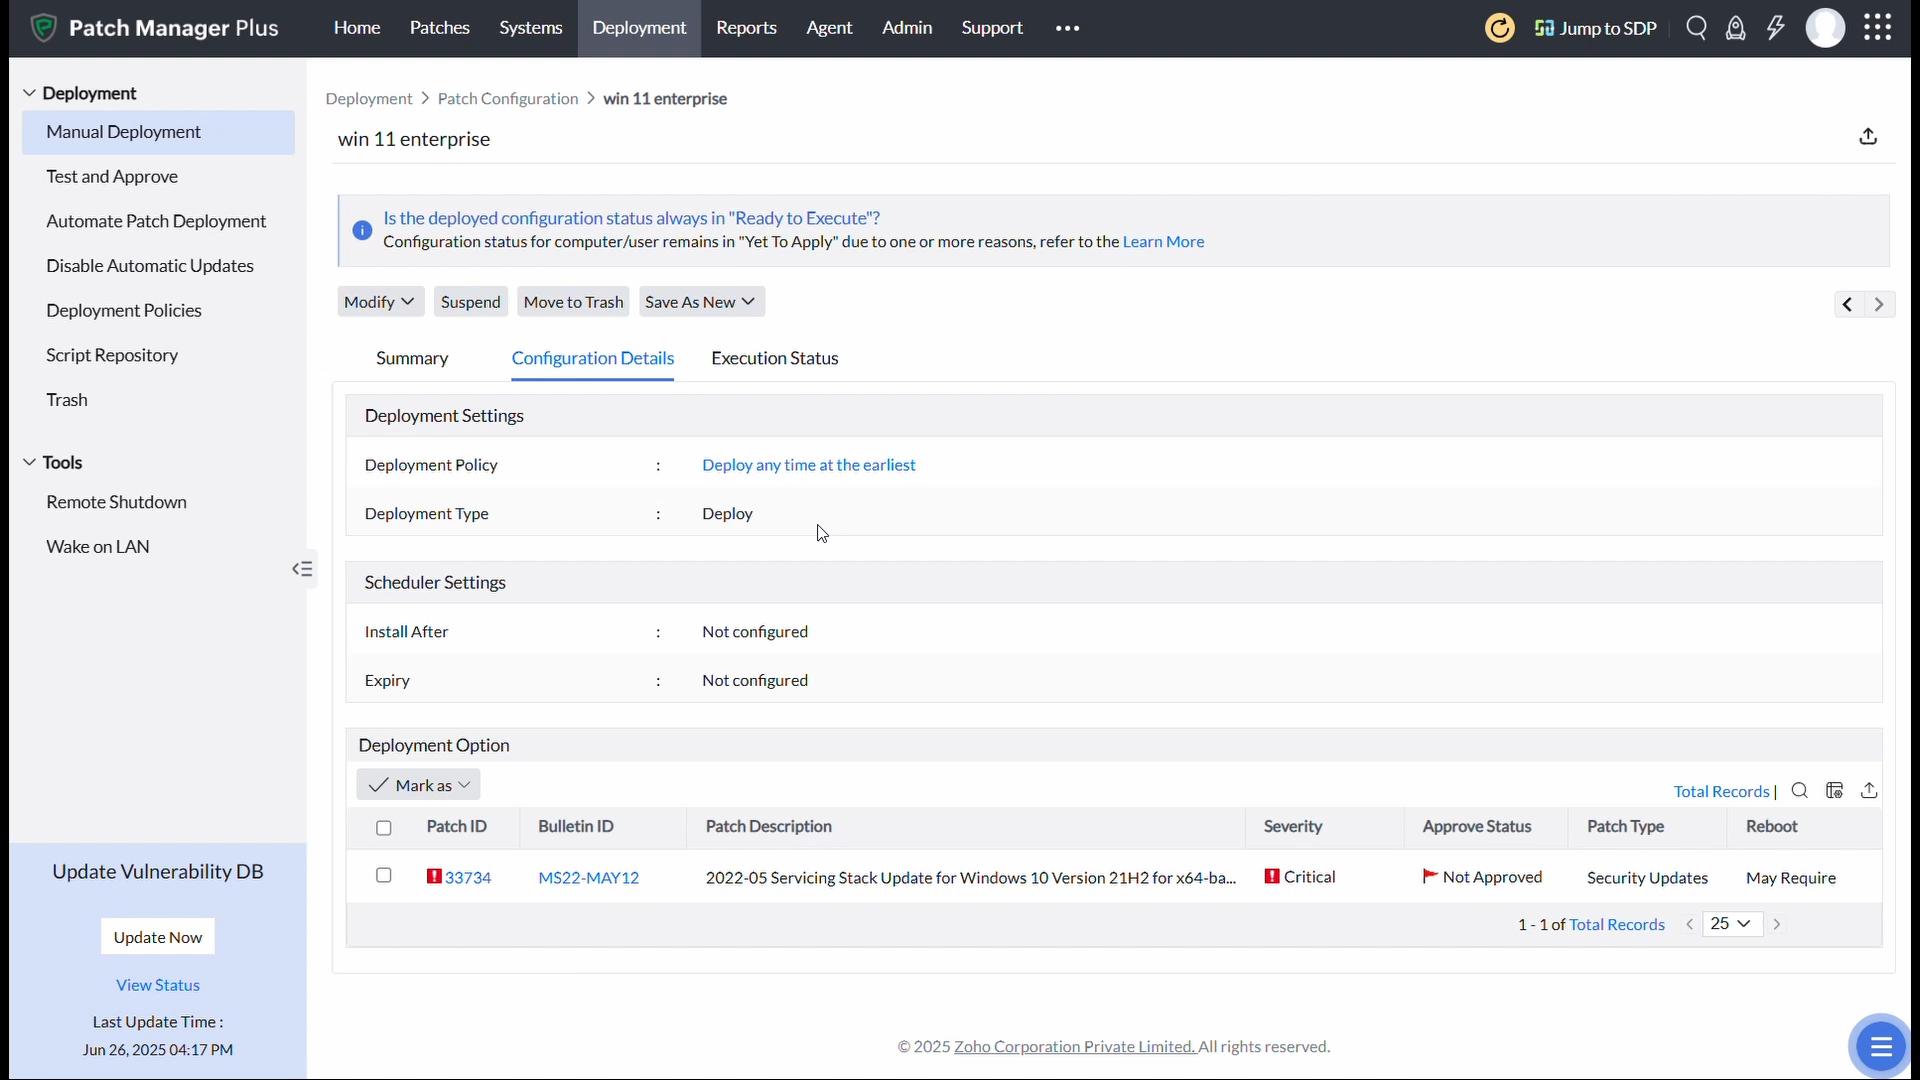 Patch Manager Plus
Home Patches Systems Deployment Reports Agent Admin Support
Jump to SDP
Deployment
Manual Deployment
Test and Approve
Automate Patch Deployment
Disable Automatic Updates
Deployment Policies
Script Repository
Trash
Tools
Remote Shutdown
Wake on LAN
Update Vulnerability DB
Update Now
View Status
Last Update Time :
Jun 26, 2025 04:17 PM
Deployment > Patch Configuration > win 11 enterprise
win 11 enterprise
Is the deployed configuration status always in "Ready to Execute"?
Configuration status for computer/user remains in "Yet To Apply" due to one or more reasons, refer to the Learn More
Modify Suspend Move to Trash Save As New
Summary Configuration Details Execution Status
Deployment Settings
Deployment Policy : Deploy any time at the earliest
Deployment Type : Deploy
Scheduler Settings
Install After : Not configured
Expiry : Not configured
Deployment Option
Mark as
Total Records |
Patch ID Bulletin ID Patch Description Severity Approve Status Patch Type Reboot
33734 MS22-MAY12 2022-05 Servicing Stack Update for Windows 10 Version 21H2 for x64-ba... Critical Not Approved Security Updates May Require
1 - 1 of Total Records < 25 >
© 2025 Zoho Corporation Private Limited. All rights reserved.